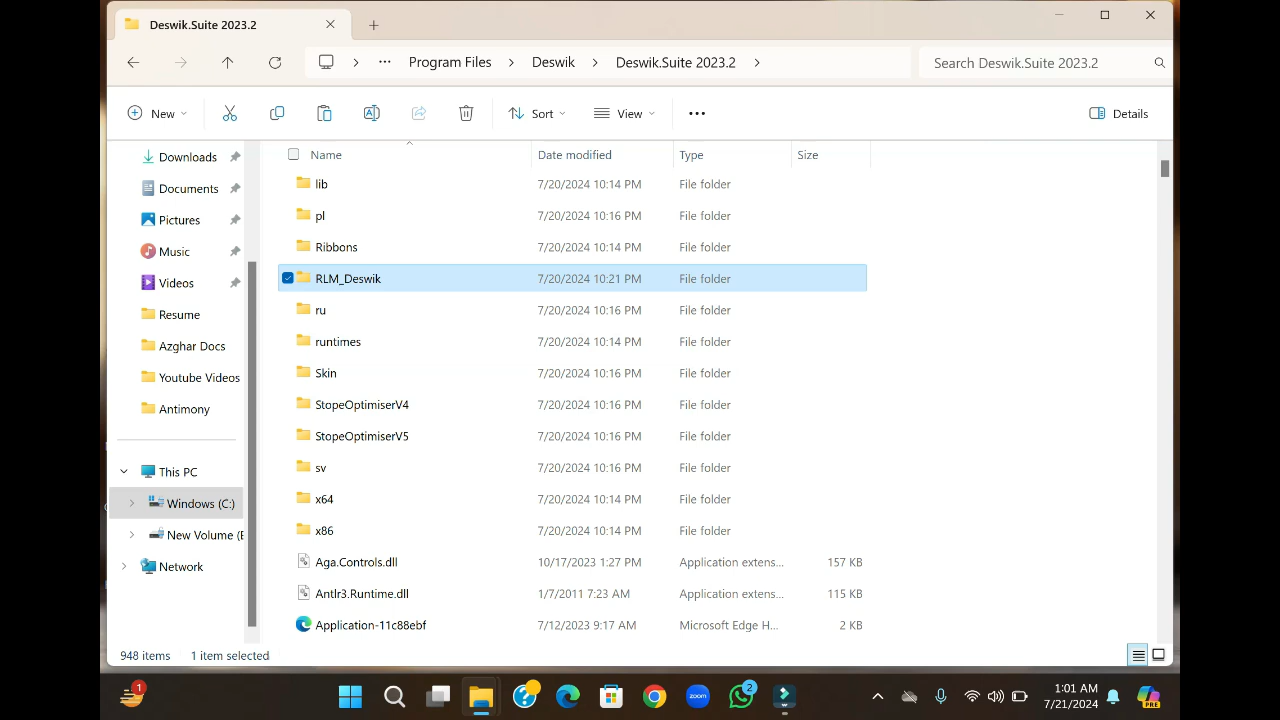 Deswik.Suite 2023.2
Program Files > Deswik > Deswik.Suite 2023.2 >
Search Deswik.Suite 2023.2
New
Sort
View
Details
Name Date modified Type Size
Downloads
Documents
Pictures
Music
Videos
Resume
Azghar Docs
Youtube Videos
Antimony
This PC
Windows (C:)
New Volume (E
Network
lib 7/20/2024 10:14 PM File folder
pl 7/20/2024 10:16 PM File folder
Ribbons 7/20/2024 10:14 PM File folder
RLM_Deswik 7/20/2024 10:21 PM File folder
ru 7/20/2024 10:16 PM File folder
runtimes 7/20/2024 10:14 PM File folder
Skin 7/20/2024 10:16 PM File folder
StopeOptimiserV4 7/20/2024 10:16 PM File folder
StopeOptimiserV5 7/20/2024 10:16 PM File folder
sv 7/20/2024 10:16 PM File folder
x64 7/20/2024 10:14 PM File folder
x86 7/20/2024 10:14 PM File folder
Aga.Controls.dll 10/17/2023 1:27 PM Application extens... 157 KB
Antlr3.Runtime.dll 1/7/2011 7:23 AM Application extens... 115 KB
Application-11c88ebf 7/12/2023 9:17 AM Microsoft Edge H... 2 KB
948 items 1 item selected
1
zoom
2
1:01 AM
7/21/2024
PRE